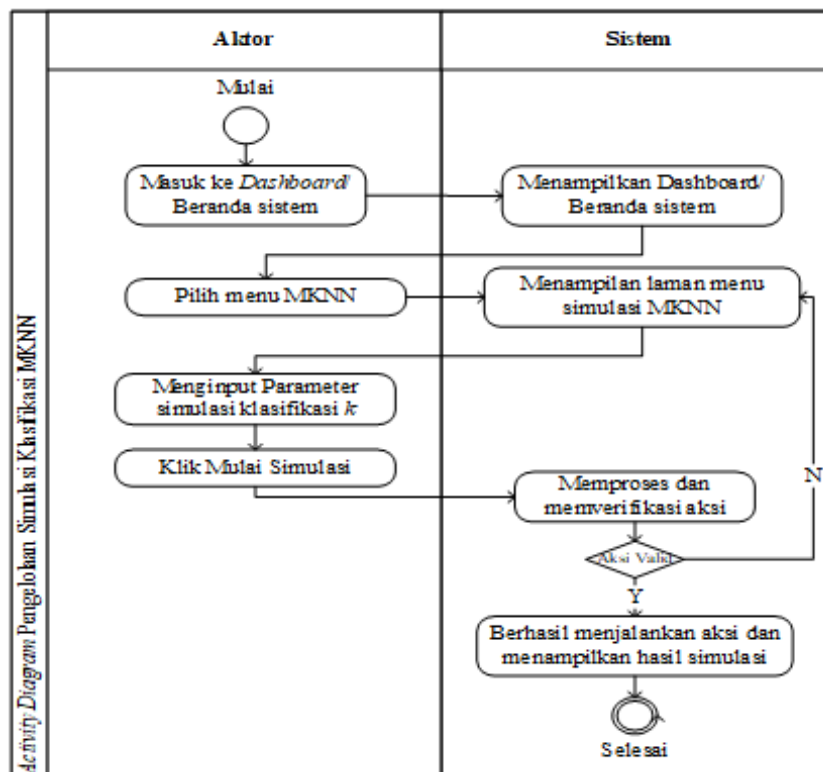 Activity Diagram Pengelolaan Simulasi Klasifikasi MKNN
Aktor
Sistem
Mulai
Masuk ke Dashboard/
Beranda sistem
Menampilkan Dashboard/
Beranda sistem
Pilih menu MKNN
Menampilan laman menu
simulasi MKNN
Menginput Parameter
simulasi klasifikasi k
Klik Mulai Simulasi
Memproses dan
memverifikasi aksi
N
Aksi Valid
Y
Berhasil menjalankan aksi dan
menampilkan hasil simulasi
Selesai